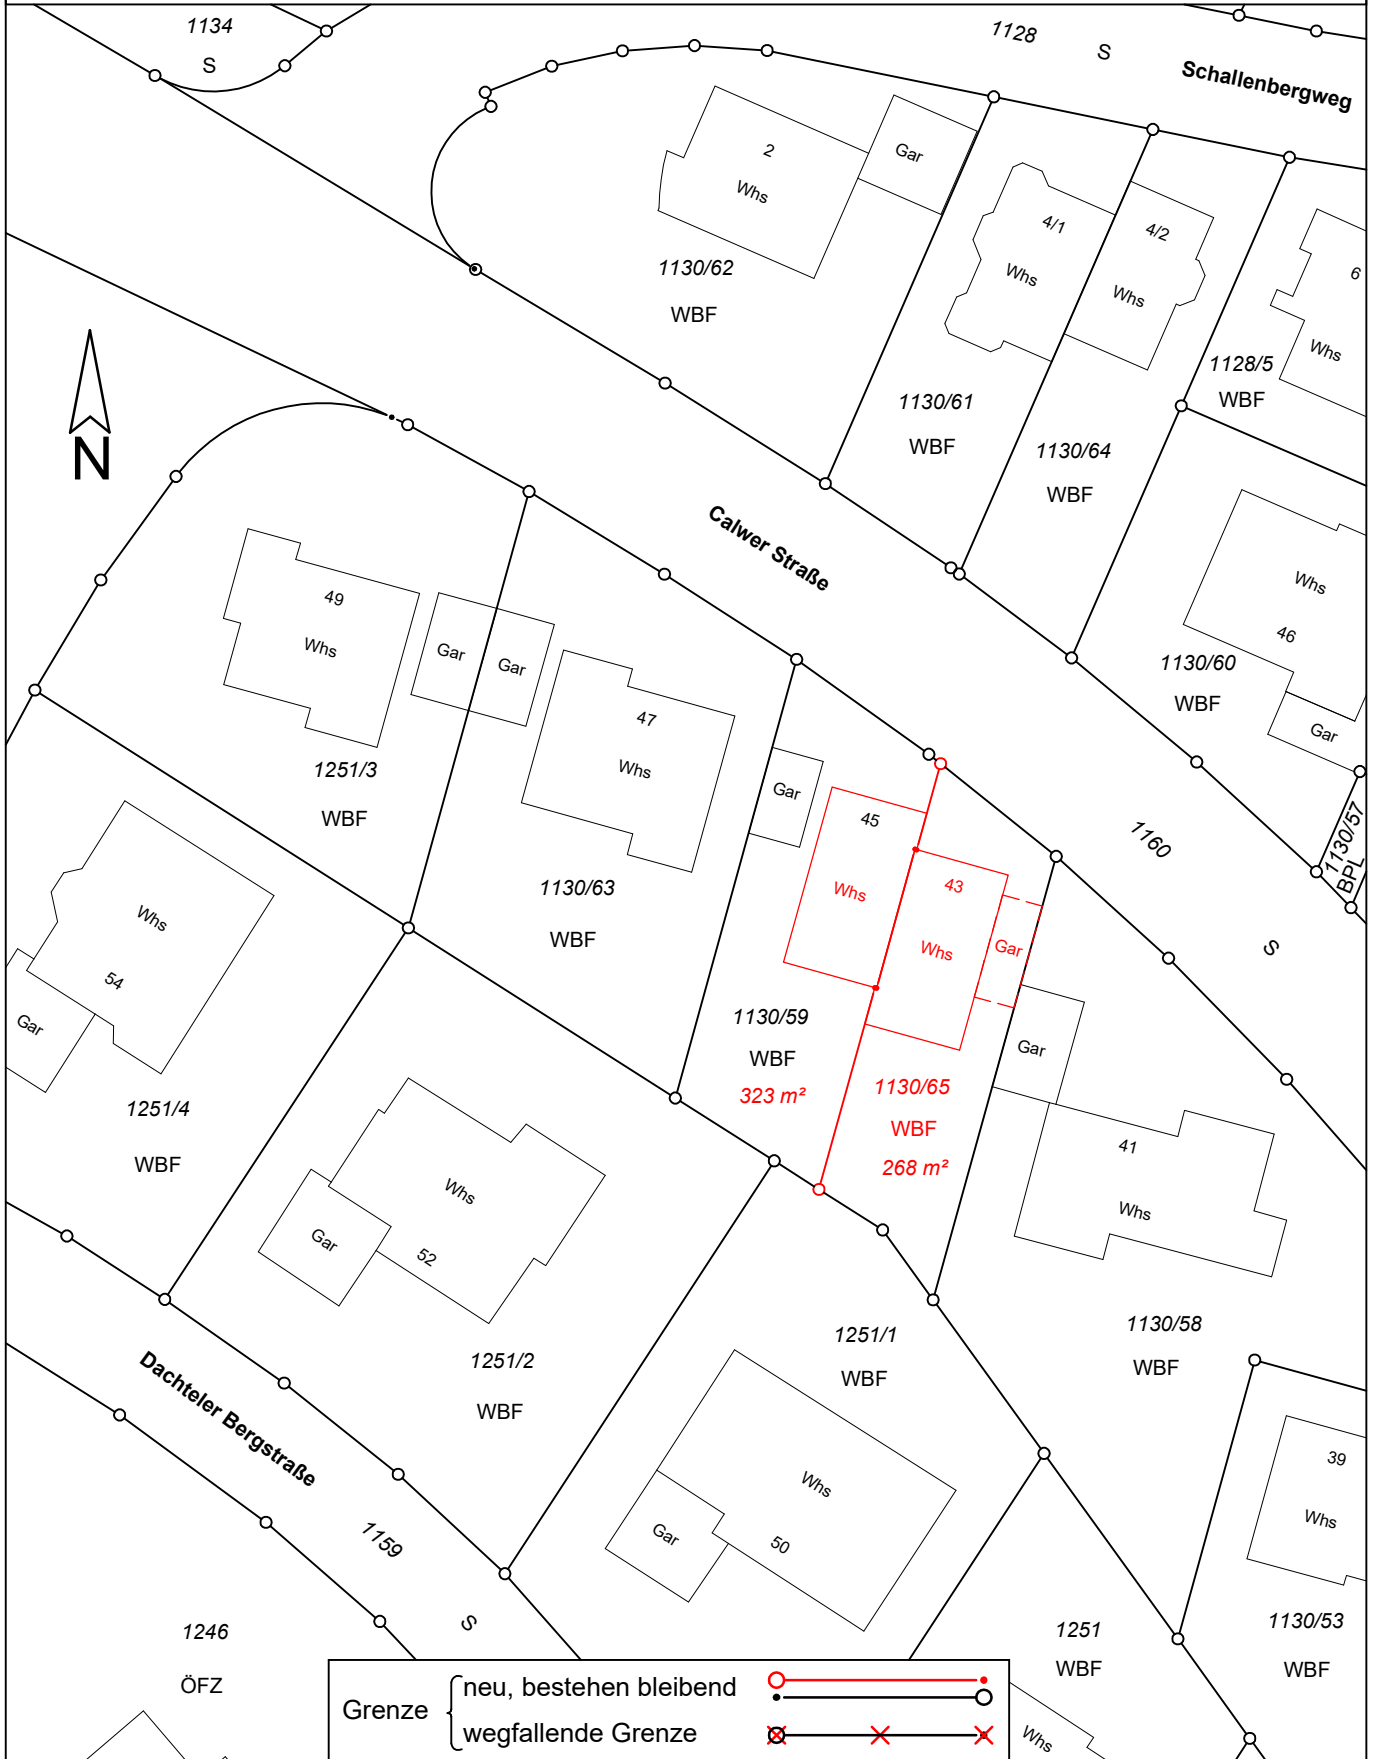 1134
S
1128
S
Schallenbergweg
2
Whs
Gar
4/1
Whs
4/2
Whs
6
Whs
1130/62
WBF
1128/5
WBF
1130/61
WBF
1130/64
WBF
N
Calwer Straße
Whs
46
1130/60
WBF
Gar
49
Whs
Gar
Gar
47
Whs
1251/3
WBF
Gar
45
Whs
43
Whs
Gar
1160
S
1130/57
BPL
1130/63
WBF
Whs
54
Gar
1130/59
WBF
323 m²
1130/65
WBF
268 m²
Gar
41
Whs
1251/4
WBF
Whs
52
Gar
1251/2
WBF
1251/1
WBF
1130/58
WBF
Dachteler Bergstraße
1159
S
Whs
50
Gar
39
Whs
1246
ÖFZ
1251
WBF
1130/53
WBF
Whs
Grenze
neu, bestehen bleibend
wegfallende Grenze